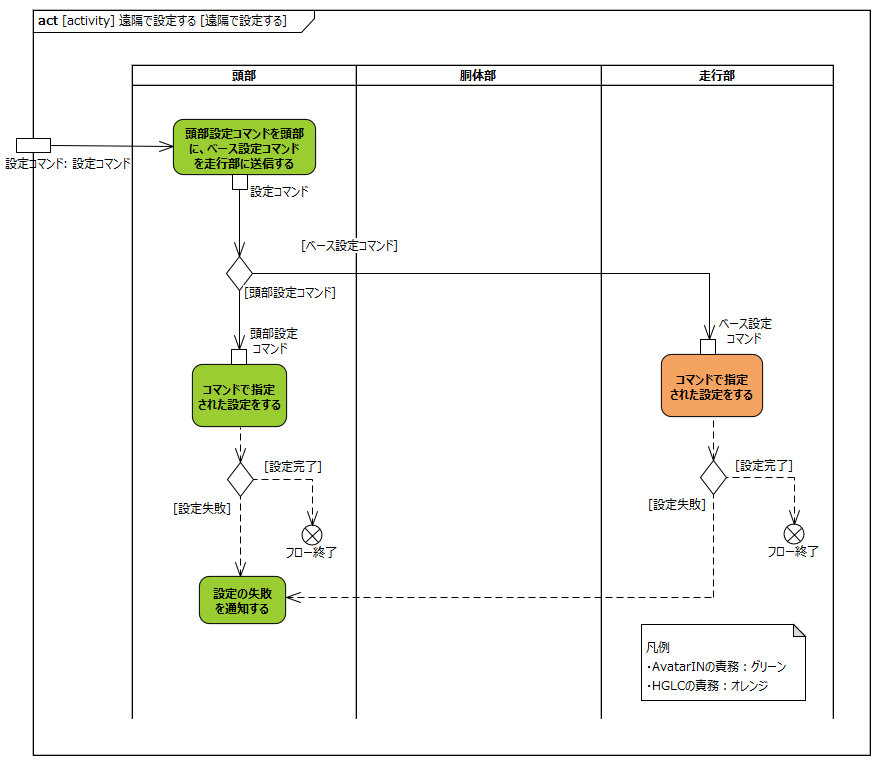 act [activity] 遠隔で設定する [遠隔で設定する]
頭部
胴体部
走行部
頭部設定コマンドを頭部
に、ベース設定コマンド
を走行部に送信する
設定コマンド: 設定コマンド
設定コマンド
[ベース設定コマンド]
[頭部設定コマンド]
頭部設定
コマンド
ベース設定
コマンド
コマンドで指定
された設定をする
コマンドで指定
された設定をする
[設定完了]
[設定失敗]
フロー終了
[設定完了]
[設定失敗]
フロー終了
設定の失敗
を通知する
凡例
・AvatarINの責務：グリーン
・HGLCの責務：オレンジ